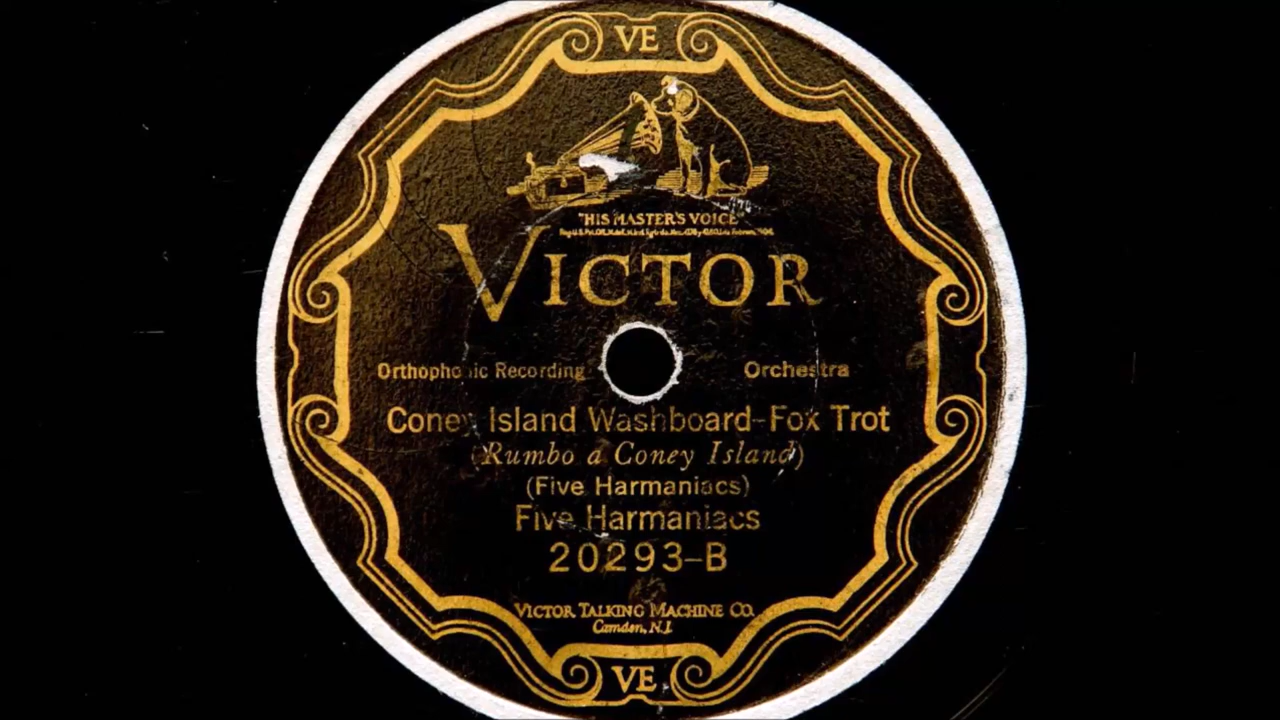 VE
"HIS MASTER'S VOICE"
VICTOR
Orthophonic Recording Orchestra
Coney Island Washboard-Fox Trot
(Rumbo a Coney Island)
(Five Harmaniacs)
Five Harmaniacs
20293-B
VICTOR TALKING MACHINE CO.
Camden, N.J.
VE